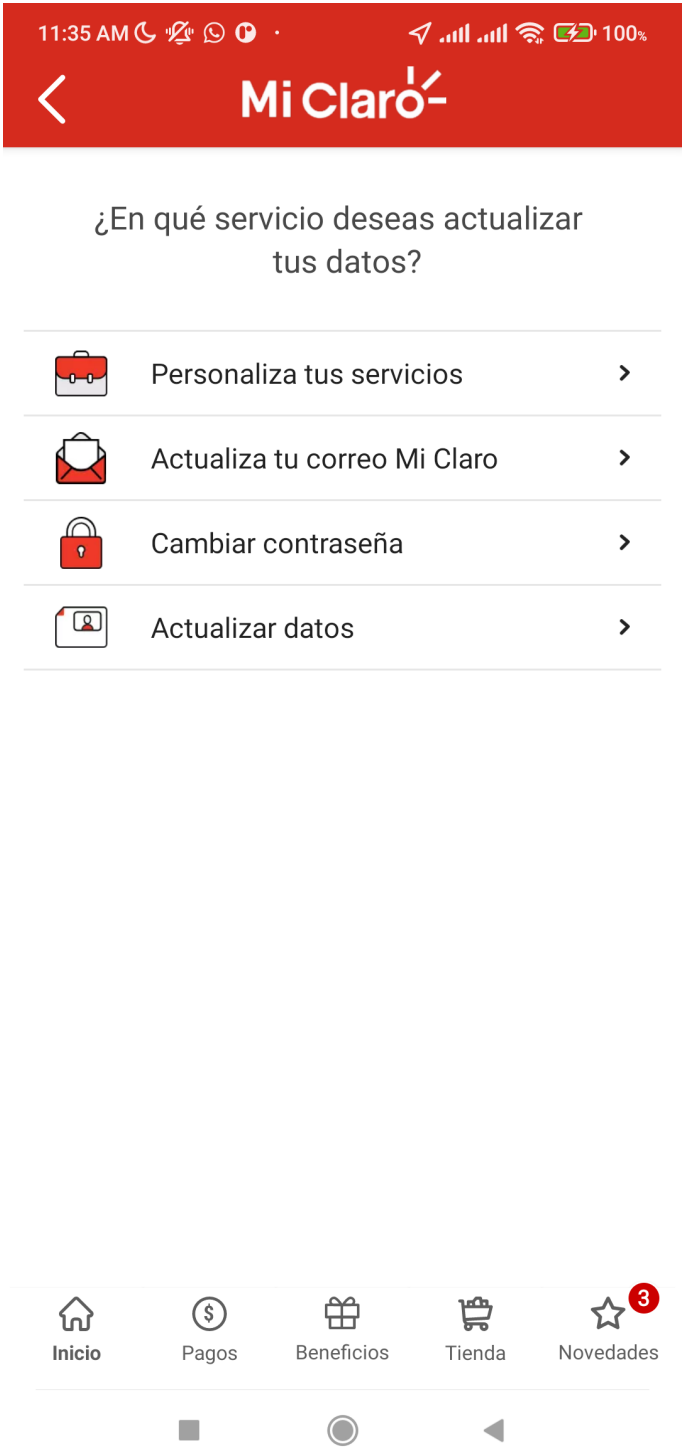 11:35 AM 100%
Mi Claro
¿En qué servicio deseas actualizar
tus datos?
Personaliza tus servicios
Actualiza tu correo Mi Claro
Cambiar contraseña
Actualizar datos
3
Inicio Pagos Beneficios Tienda Novedades